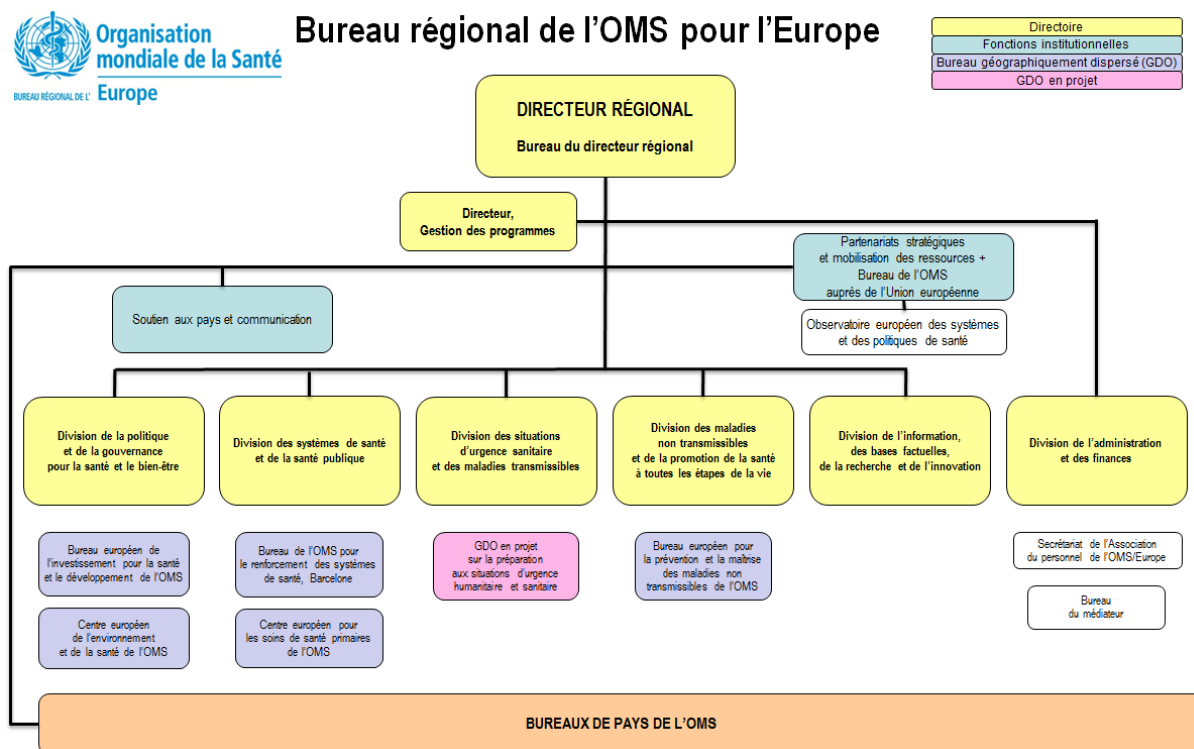 Organisation
mondiale de la Santé
BUREAU RÉGIONAL DE L' Europe
Bureau régional de l'OMS pour l'Europe
Directoire
Fonctions institutionnelles
Bureau géographiquement dispersé (GDO)
GDO en projet
DIRECTEUR RÉGIONAL
Bureau du directeur régional
Directeur,
Gestion des programmes
Partenariats stratégiques
et mobilisation des ressources +
Bureau de l'OMS
auprès de l'Union européenne
Soutien aux pays et communication
Observatoire européen des systèmes
et des politiques de santé
Division de la politique
et de la gouvernance
pour la santé et le bien-être
Division des systèmes de santé
et de la santé publique
Division des situations
d'urgence sanitaire
et des maladies transmissibles
Division des maladies
non transmissibles
et de la promotion de la santé
à toutes les étapes de la vie
Division de l'information,
des bases factuelles,
de la recherche et de l'innovation
Division de l'administration
et des finances
Bureau européen de
l'investissement pour la santé
et le développement de l'OMS
Bureau de l'OMS pour
le renforcement des systèmes
de santé, Barcelone
GDO en projet
sur la préparation
aux situations d'urgence
humanitaire et sanitaire
Bureau européen pour
la prévention et la maîtrise
des maladies non
transmissibles de l'OMS
Secrétariat de l'Association
du personnel de l'OMS/Europe
Bureau
du médiateur
Centre européen
de l'environnement
et de la santé de l'OMS
Centre européen pour
les soins de santé primaires
de l'OMS
BUREAUX DE PAYS DE L'OMS